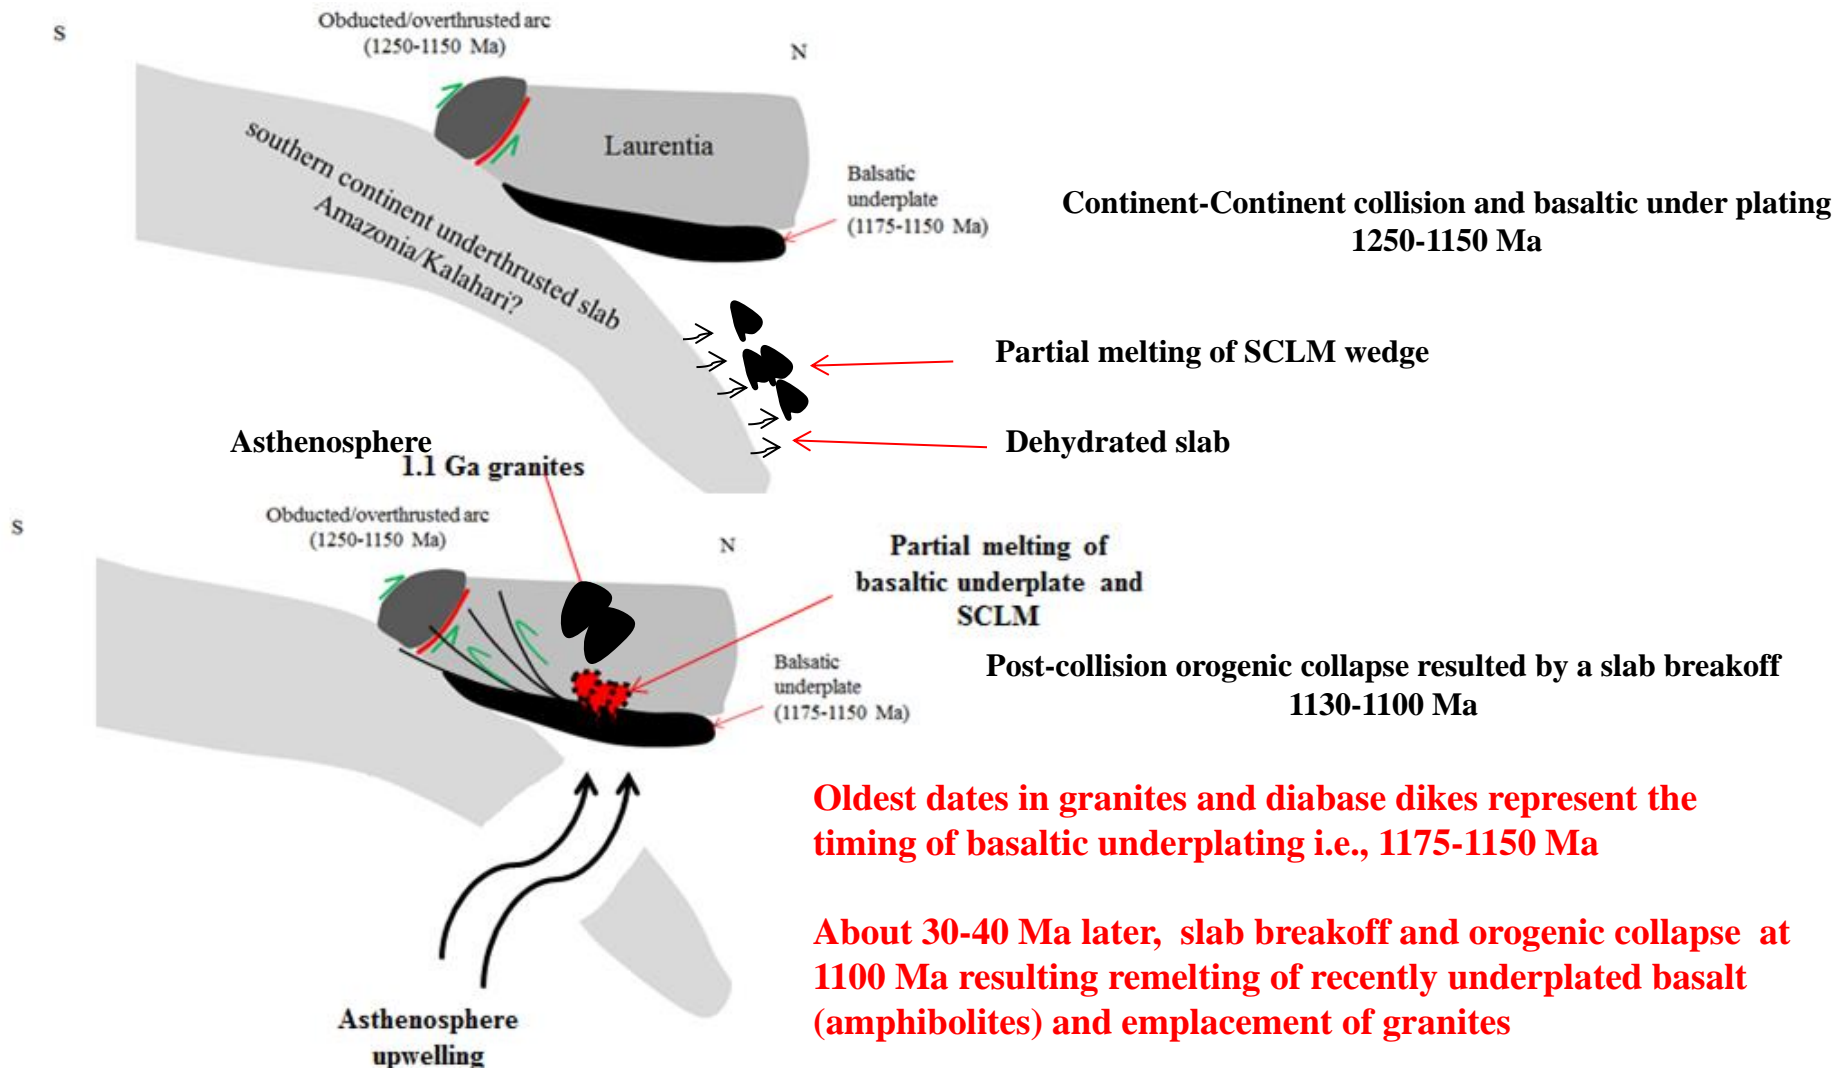 S
Obducted/overthrusted arc
(1250-1150 Ma)
N
Laurentia
southern continent underthrusted slab
Amazonia/Kalahari?
Balsatic
underplate
(1175-1150 Ma)
Continent-Continent collision and basaltic under plating
1250-1150 Ma
Partial melting of SCLM wedge
Dehydrated slab
Asthenosphere
1.1 Ga granites
S
Obducted/overthrusted arc
(1250-1150 Ma)
N
Partial melting of
basaltic underplate and
SCLM
Balsatic
underplate
(1175-1150 Ma)
Post-collision orogenic collapse resulted by a slab breakoff
1130-1100 Ma
Oldest dates in granites and diabase dikes represent the
timing of basaltic underplating i.e., 1175-1150 Ma
About 30-40 Ma later, slab breakoff and orogenic collapse at
1100 Ma resulting remelting of recently underplated basalt
(amphibolites) and emplacement of granites
Asthenosphere
upwelling